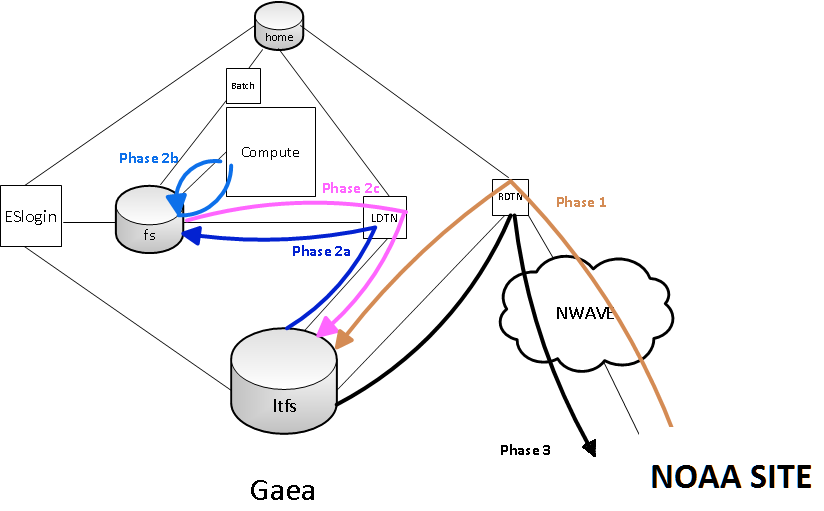 home
Batch
Compute
Phase 2b
Phase 2c
ESlogin
fs
LDTN
RDTN
Phase 1
Phase 2a
NWAVE
ltfs
Phase 3
Gaea
NOAA SITE